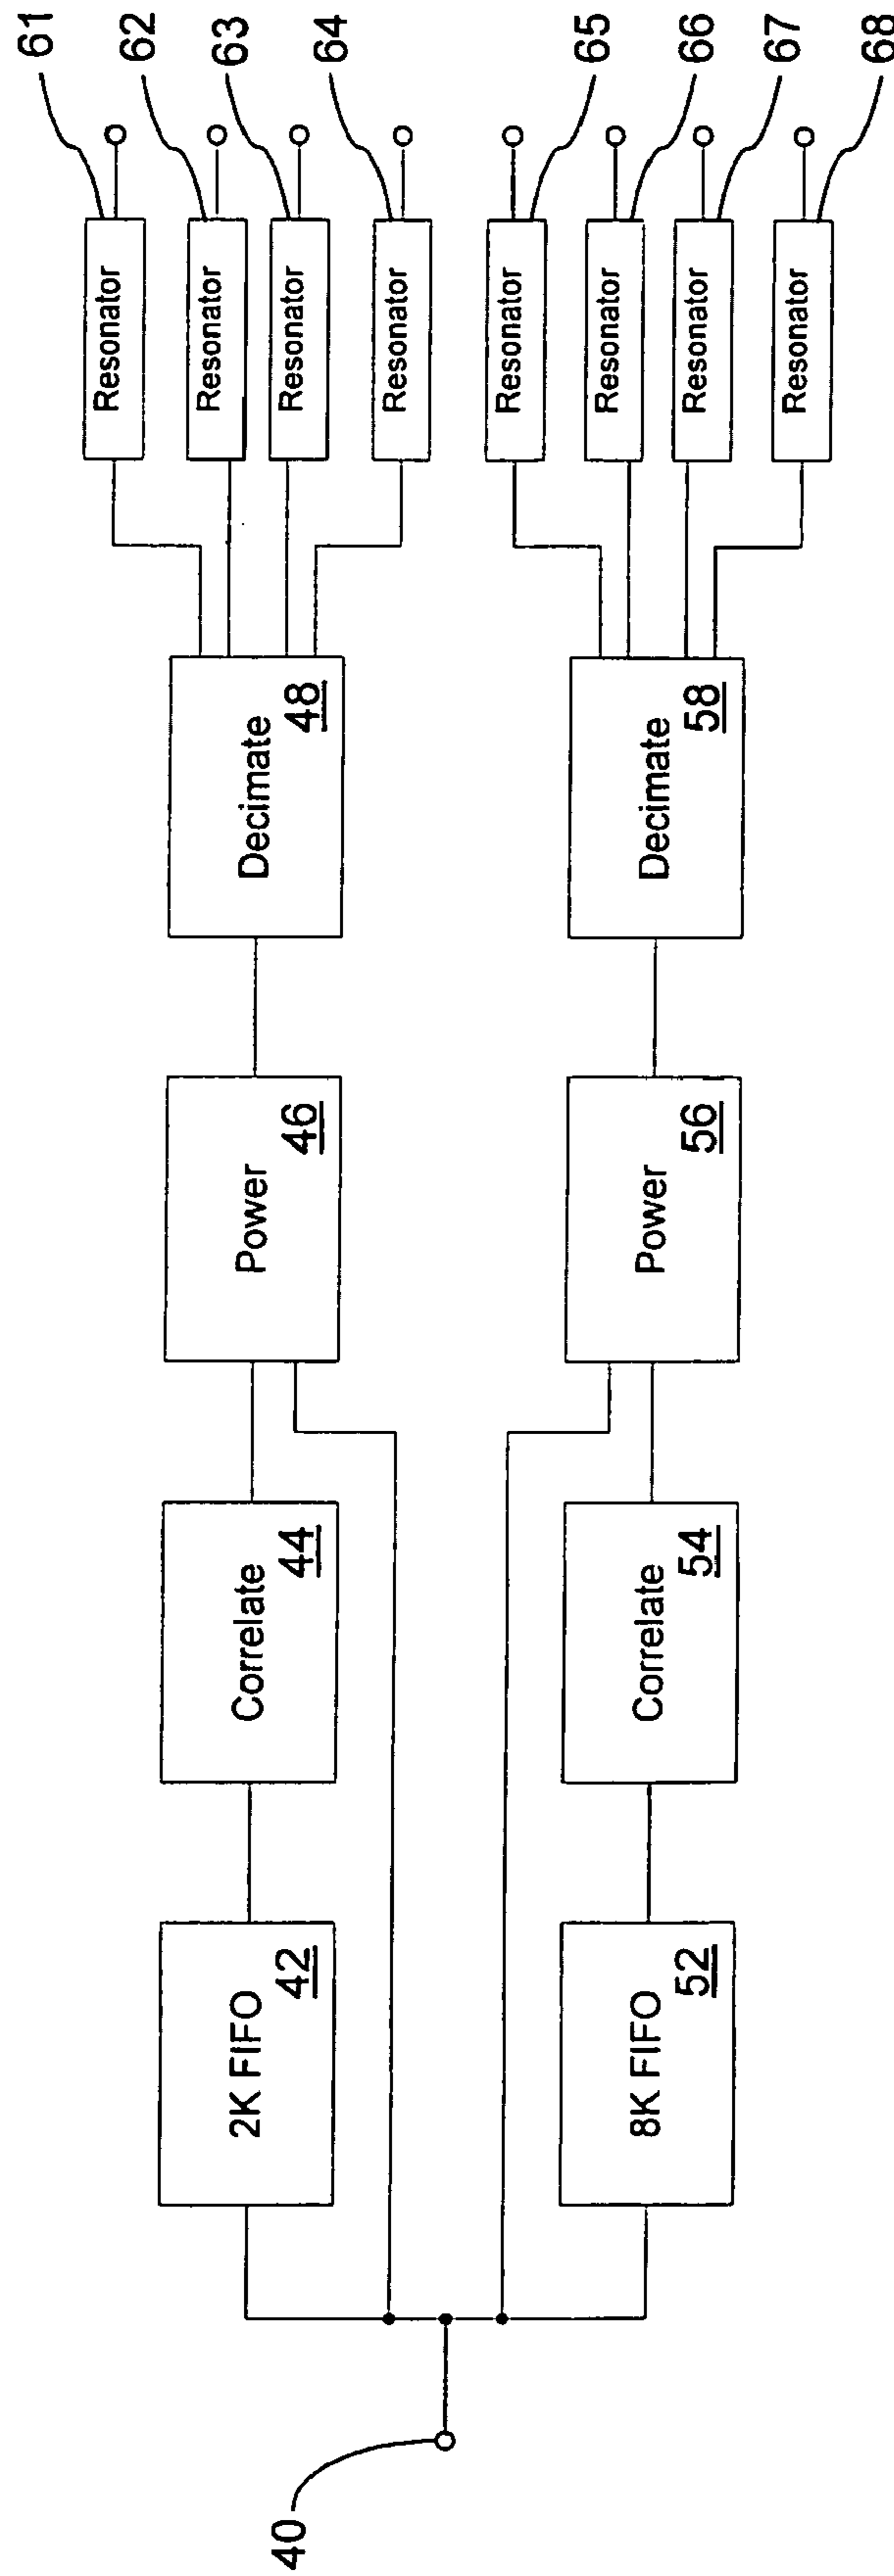 40
2K FIFO
42
Correlate
44
Power
46
Decimate
48
Resonator
61
Resonator
62
Resonator
63
Resonator
64
8K FIFO
52
Correlate
54
Power
56
Decimate
58
Resonator
65
Resonator
66
Resonator
67
Resonator
68